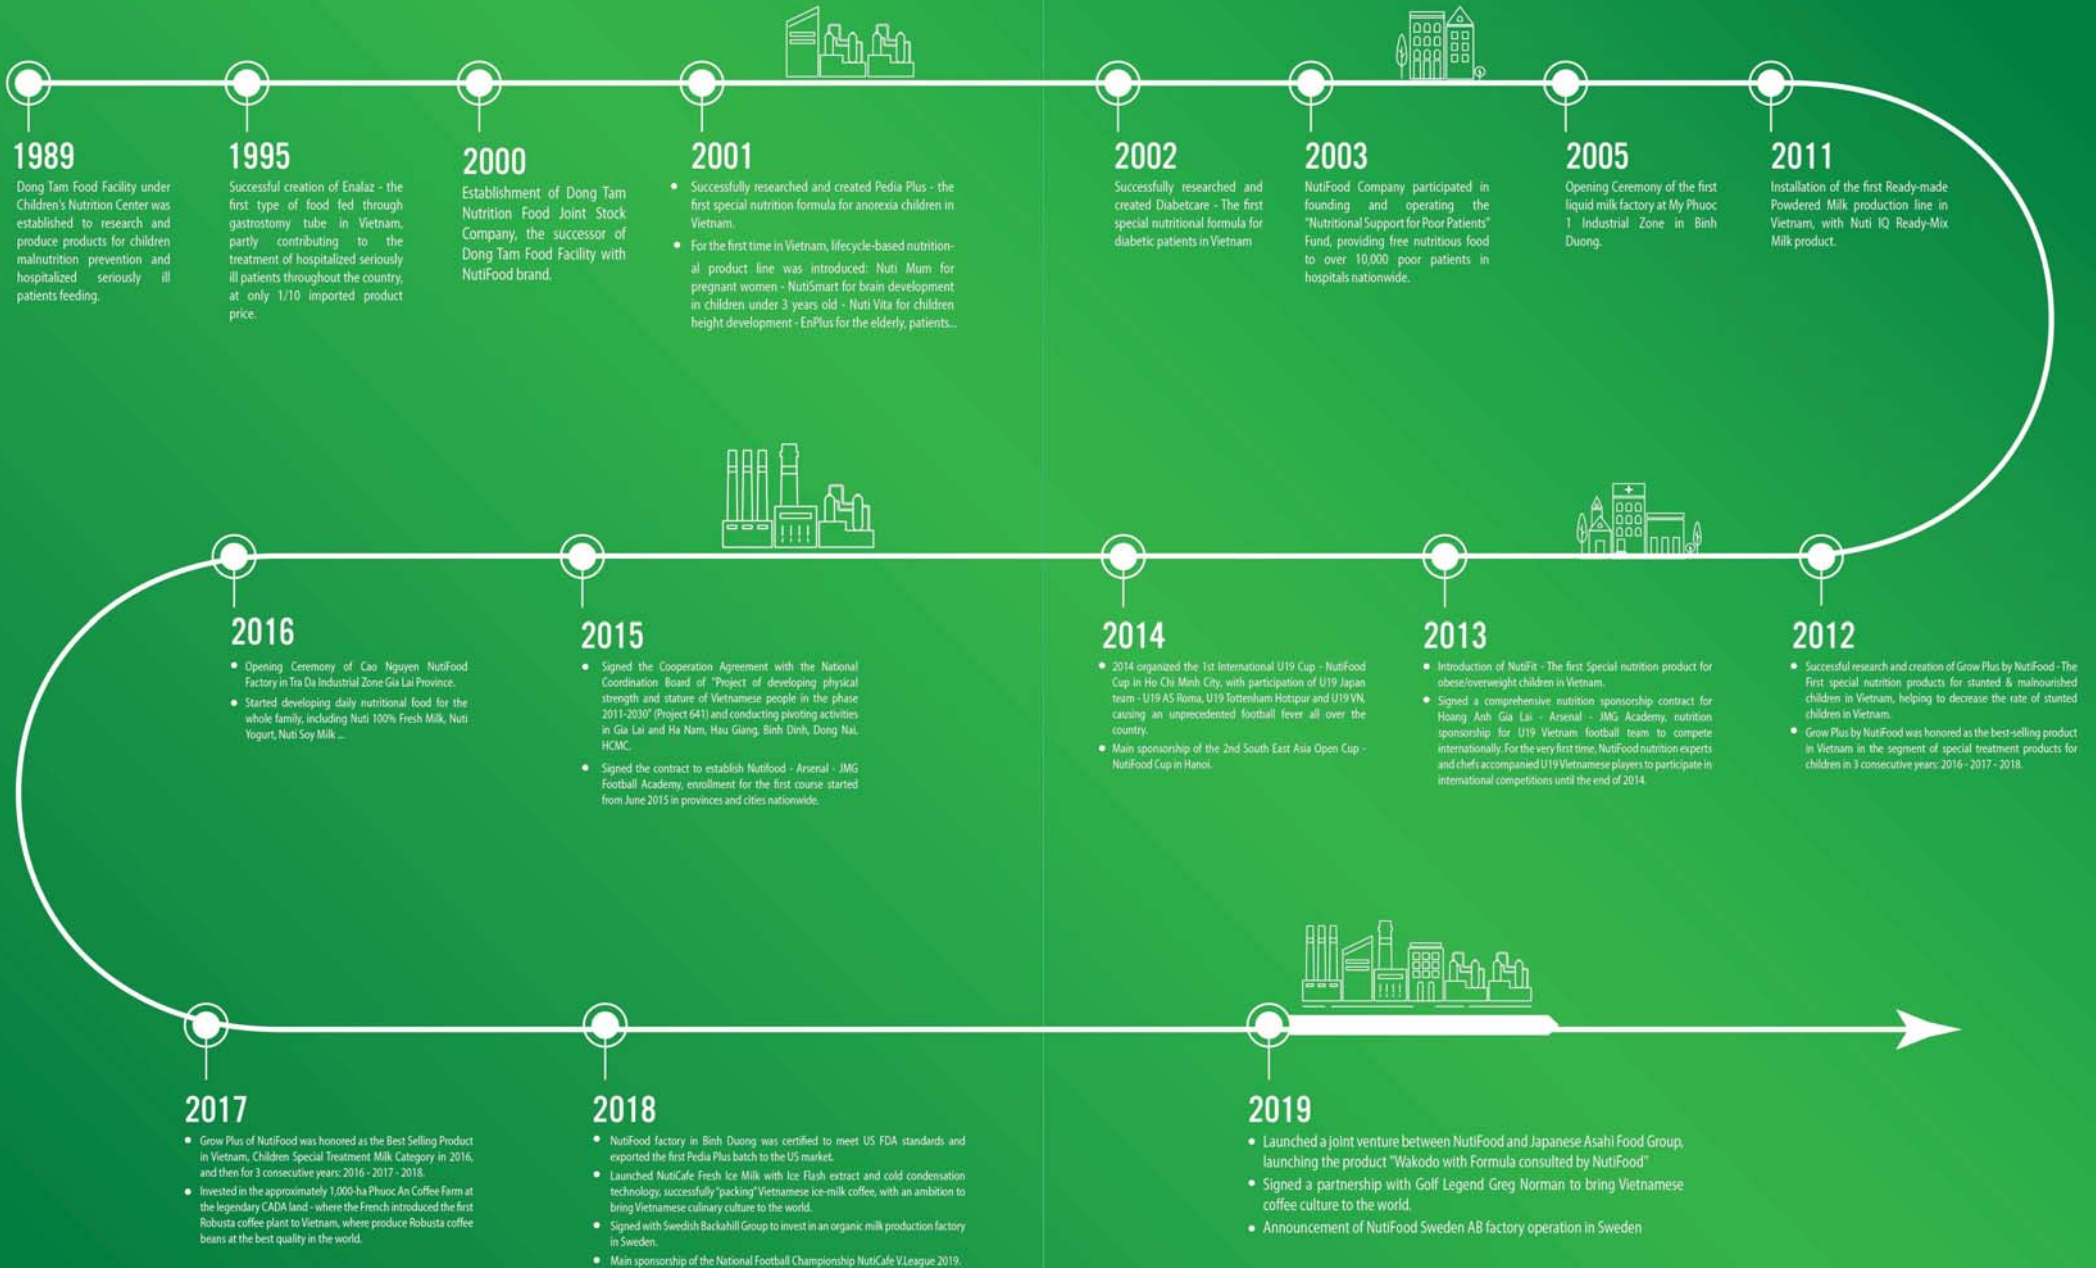 1989
Dong Tam Food Facility under
Children's Nutrition Center was
established to research and
produce products for children
malnutrition prevention and
hospitalized seriously ill
patients feeding.
1995
Successful creation of Enalaz - the
first type of food fed through
gastrostomy tube in Vietnam,
partly contributing to the
treatment of hospitalized seriously
ill patients throughout the country,
at only 1/10 imported product
price.
2000
Establishment of Dong Tam
Nutrition Food Joint Stock
Company, the successor of
Dong Tam Food Facility with
NutiFood brand.
2001
• Successfully researched and created Pedia Plus - the
first special nutrition formula for anorexia children in
Vietnam.
• For the first time in Vietnam, lifecycle-based nutrition-
al product line was introduced: Nuti Mum for
pregnant women - NutiSmart for brain development
in children under 3 years old - Nuti Vita for children
height development - EnPlus for the elderly, patients...
2002
Successfully researched and
created Diabetcare - The first
special nutritional formula for
diabetic patients in Vietnam
2003
NutiFood Company participated in
founding and operating the
"Nutritional Support for Poor Patients"
Fund, providing free nutritious food
to over 10,000 poor patients in
hospitals nationwide.
2005
Opening Ceremony of the first
liquid milk factory at My Phuoc
1 Industrial Zone in Binh
Duong.
2011
Installation of the first Ready-made
Powdered Milk production line in
Vietnam, with Nuti IQ Ready-Mix
Milk product.
2016
• Opening Ceremony of Cao Nguyen NutiFood
Factory in Tra Da Industrial Zone Gia Lai Province.
• Started developing daily nutritional food for the
whole family, including Nuti 100% Fresh Milk, Nuti
Yogurt, Nuti Soy Milk ...
2015
• Signed the Cooperation Agreement with the National
Coordination Board of "Project of developing physical
strength and stature of Vietnamese people in the phase
2011-2030" (Project 641) and conducting pivoting activities
in Gia Lai and Ha Nam, Hau Giang, Binh Dinh, Dong Nai,
HCMC.
• Signed the contract to establish Nutifood - Arsenal - JMG
Football Academy, enrollment for the first course started
from June 2015 in provinces and cities nationwide.
2014
• 2014 organized the 1st International U19 Cup - NutiFood
Cup in Ho Chi Minh City, with participation of U19 Japan
team - U19 AS Roma, U19 Tottenham Hotspur and U19 VN,
causing an unprecedented football fever all over the
country.
• Main sponsorship of the 2nd South East Asia Open Cup -
NutiFood Cup in Hanoi.
2013
• Introduction of NutiFit - The first Special nutrition product for
obese/overweight children in Vietnam.
• Signed a comprehensive nutrition sponsorship contract for
Hoang Anh Gia Lai - Arsenal - JMG Academy, nutrition
sponsorship for U19 Vietnam football team to compete
internationally. For the very first time, NutiFood nutrition experts
and chefs accompanied U19 Vietnamese players to participate in
international competitions until the end of 2014.
2012
• Successful research and creation of Grow Plus by NutiFood - The
First special nutrition products for stunted & malnourished
children in Vietnam, helping to decrease the rate of stunted
children in Vietnam.
• Grow Plus by NutiFood was honored as the best-selling product
in Vietnam in the segment of special treatment products for
children in 3 consecutive years: 2016 - 2017 - 2018.
2017
• Grow Plus of NutiFood was honored as the Best Selling Product
in Vietnam, Children Special Treatment Milk Category in 2016,
and then for 3 consecutive years: 2016 - 2017 - 2018.
• Invested in the approximately 1,000-ha Phuoc An Coffee Farm at
the legendary CADA land - where the French introduced the first
Robusta coffee plant to Vietnam, where produce Robusta coffee
beans at the best quality in the world.
2018
• NutiFood factory in Binh Duong was certified to meet US FDA standards and
exported the first Pedia Plus batch to the US market.
• Launched NutiCafe Fresh Ice Milk with Ice Flash extract and cold condensation
technology, successfully "packing" Vietnamese ice-milk coffee, with an ambition to
bring Vietnamese culinary culture to the world.
• Signed with Swedish Backahill Group to invest in an organic milk production factory
in Sweden.
• Main sponsorship of the National Football Championship NutiCafe V.League 2019.
2019
• Launched a joint venture between NutiFood and Japanese Asahi Food Group,
launching the product "Wakodo with Formula consulted by NutiFood"
• Signed a partnership with Golf Legend Greg Norman to bring Vietnamese
coffee culture to the world.
• Announcement of NutiFood Sweden AB factory operation in Sweden